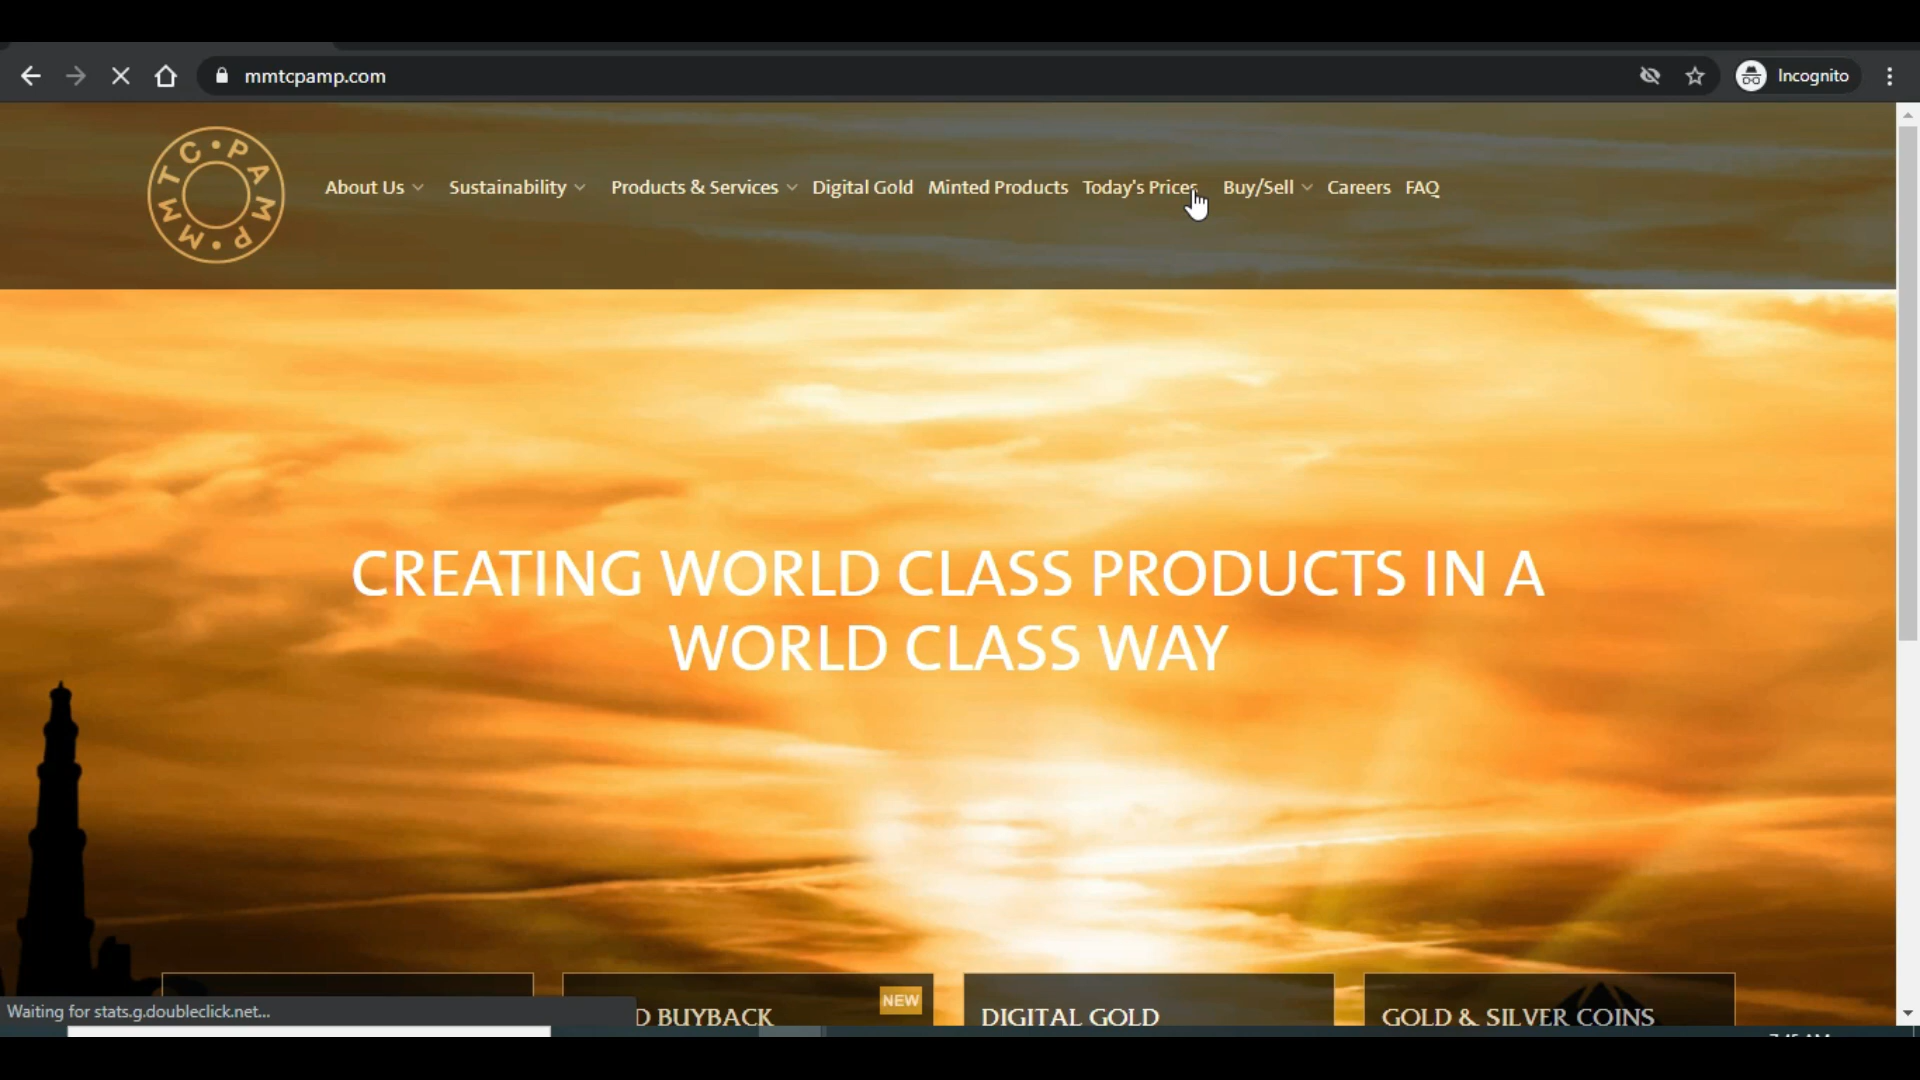 mmtcpamp.com
Incognito
MMTC•PAMP•
About Us
Sustainability
Products & Services
Digital Gold
Minted Products
Today's Prices
Buy/Sell
Careers
FAQ
CREATING WORLD CLASS PRODUCTS IN A
WORLD CLASS WAY
D BUYBACK
NEW
DIGITAL GOLD
GOLD & SILVER COINS
Waiting for stats.g.doubleclick.net...